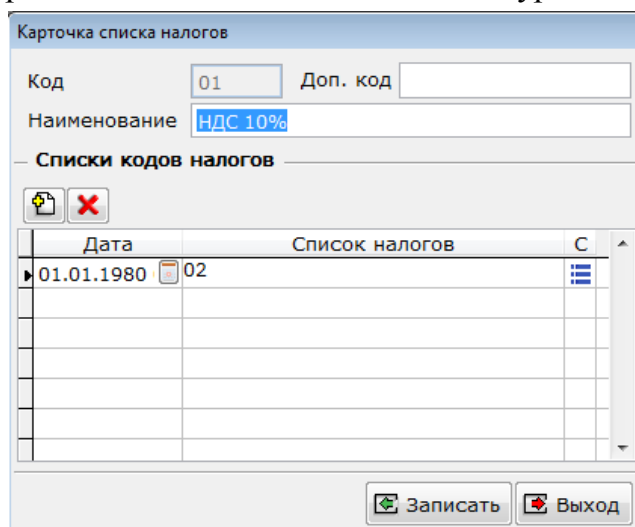 Карточка списка налогов
Код 01 Доп. код
Наименование НДС 10%
Списки кодов налогов
Дата Список налогов С
01.01.1980 02
Записать Выход